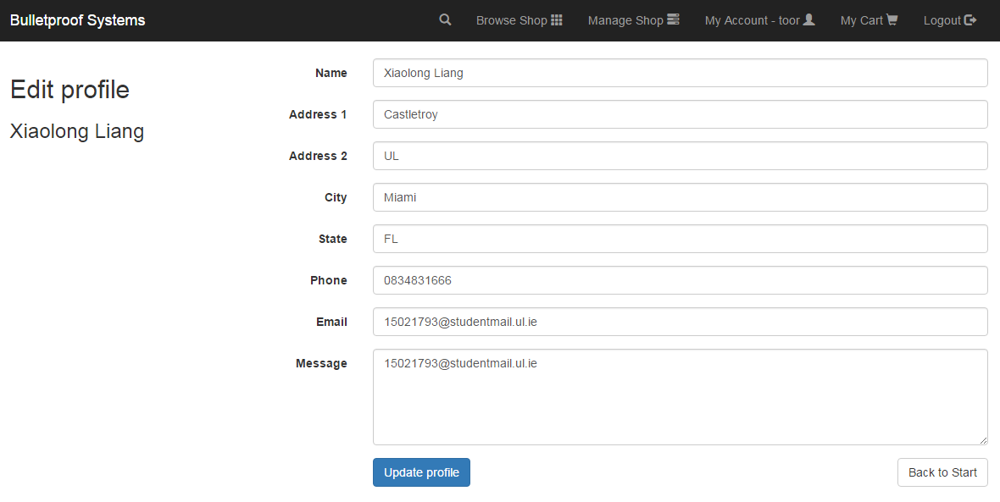 Bulletproof Systems Browse Shop Manage Shop My Account - toor My Cart Logout
Edit profile
Xiaolong Liang
Name Xiaolong Liang
Address 1 Castletroy
Address 2 UL
City Miami
State FL
Phone 0834831666
Email 15021793@studentmail.ul.ie
Message 15021793@studentmail.ul.ie
Update profile Back to Start